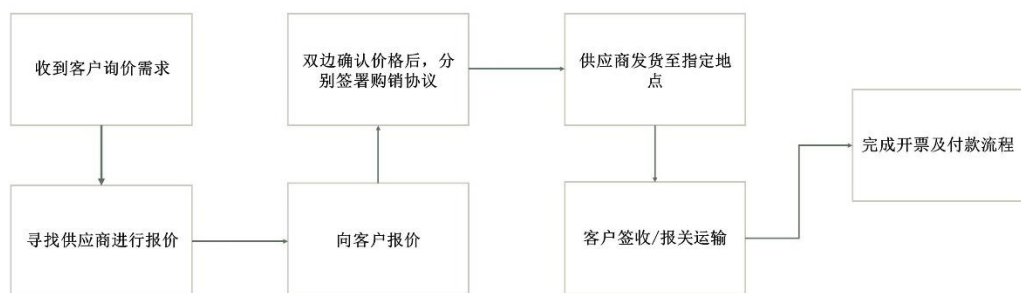 收到客户询价需求
寻找供应商进行报价
向客户报价
双边确认价格后，分
别签署购销协议
供应商发货至指定地
点
客户签收/报关运输
完成开票及付款流程